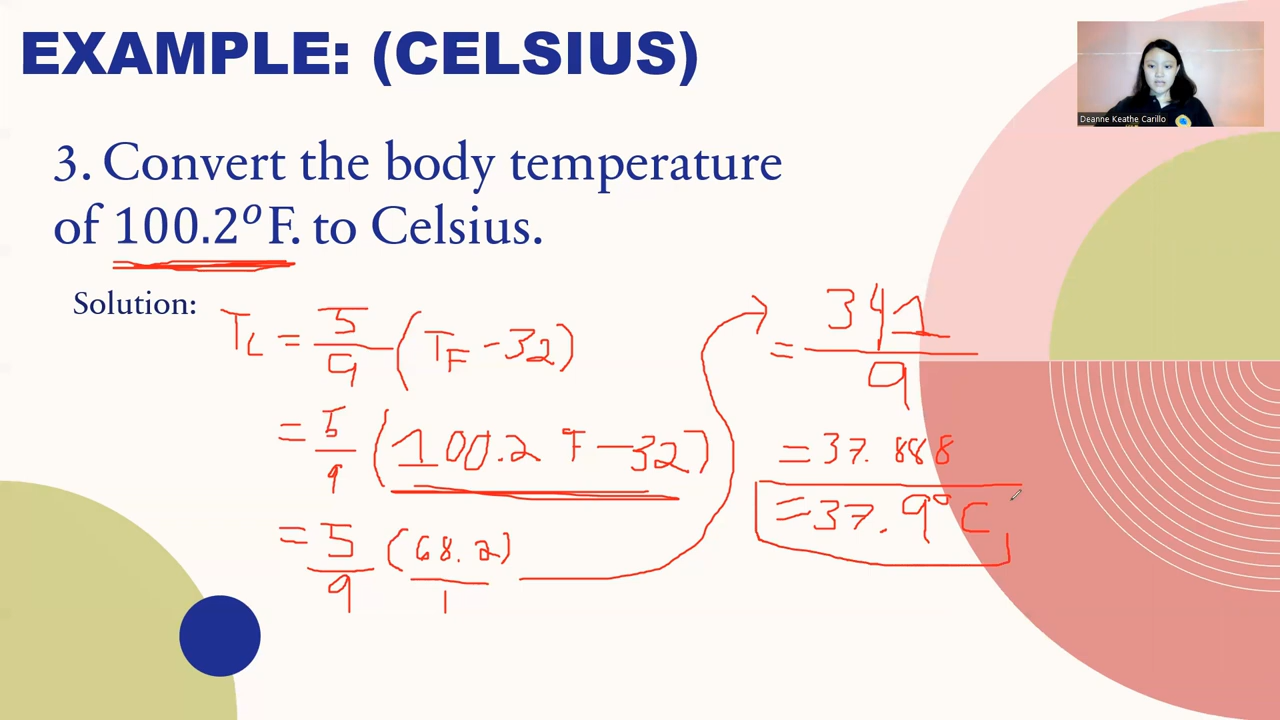 EXAMPLE: (CELSIUS)
Deanne Keathe Carillo
3. Convert the body temperature
of 100.2°F. to Celsius.
Solution:
T_C = 5/9 (T_F - 32)
= 5/9 (100.2 °F - 32)
= 5/9 (68.2)/1
= 341/9
= 37.888
= 37.9°C